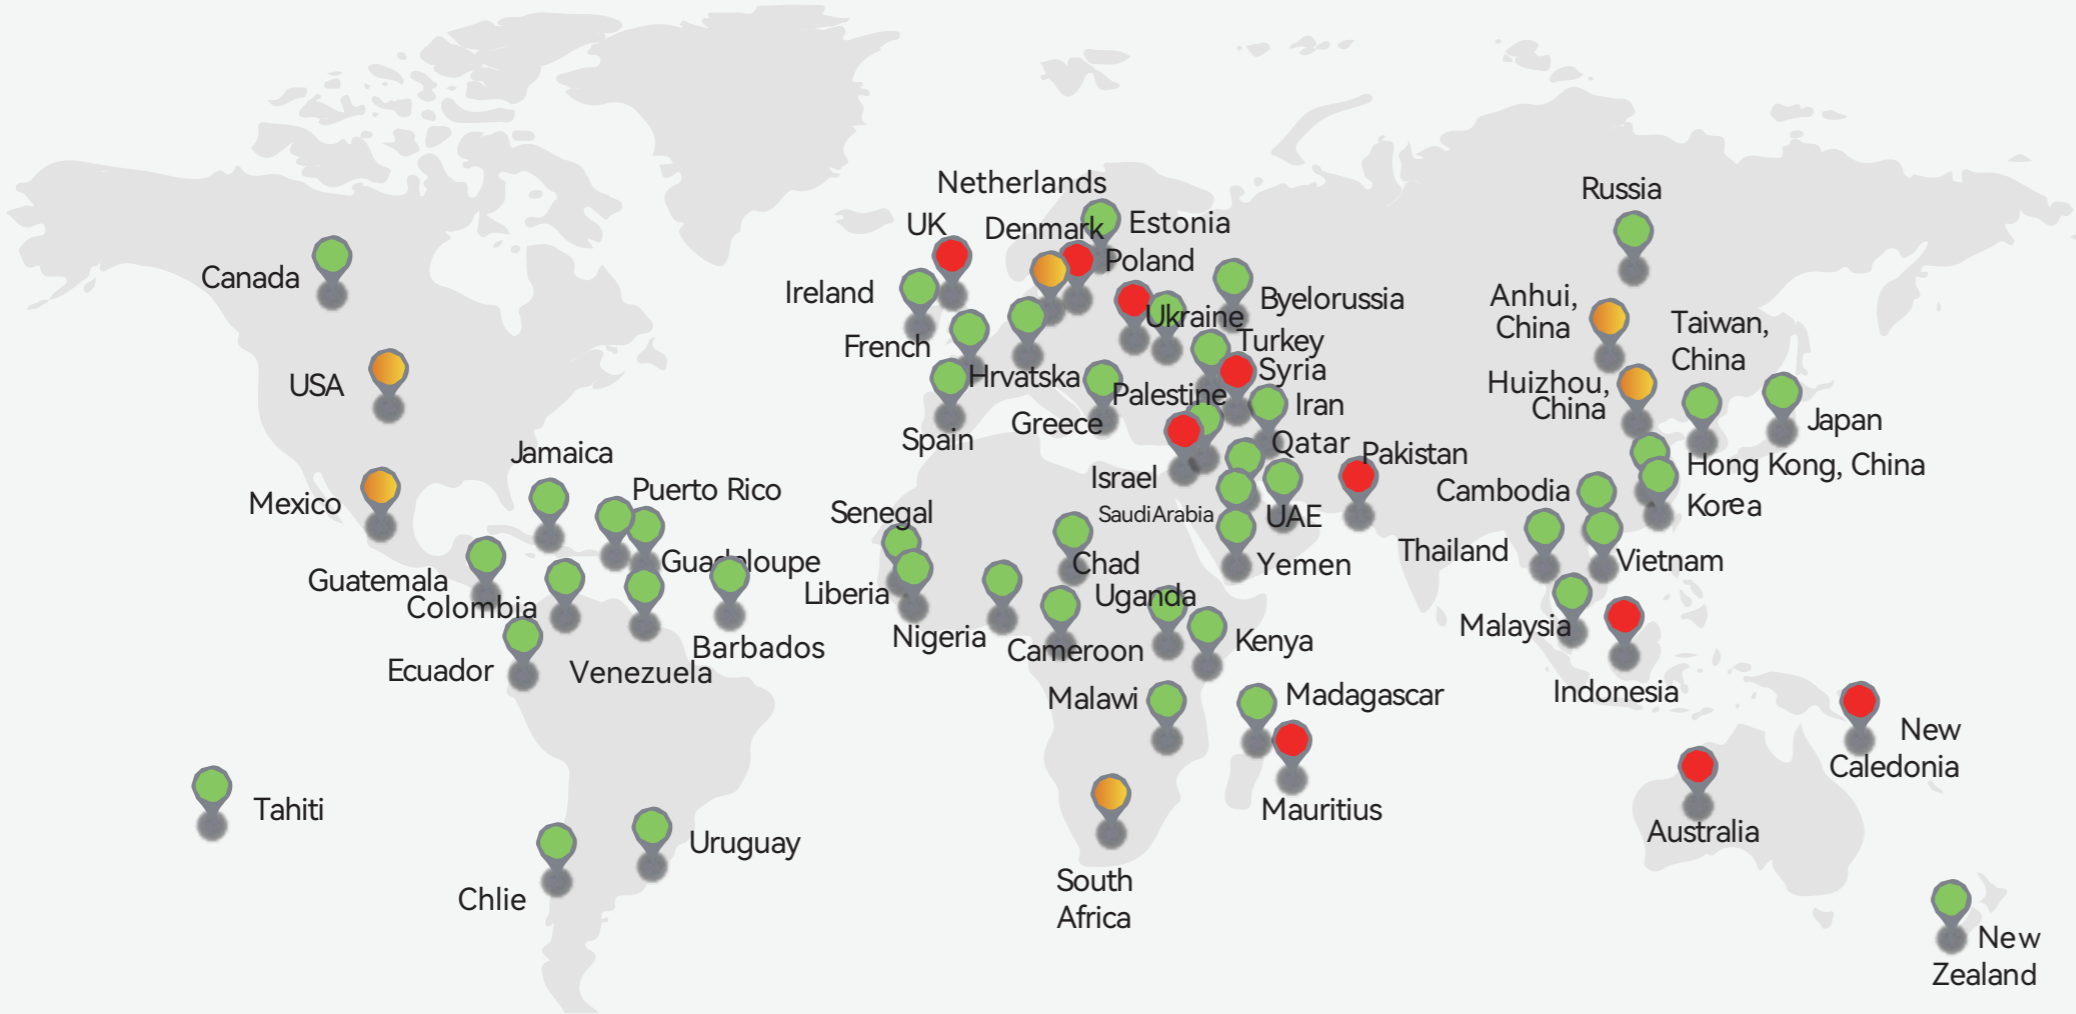 Netherlands
Russia
UK
Denmark
Estonia
Poland
Canada
Ireland
Byelorussia
Anhui,
China
Ukraine
Taiwan,
China
French
Turkey
USA
Hrvatska
Syria
Huizhou,
China
Palestine
Iran
Japan
Greece
Spain
Jamaica
Qatar
Pakistan
Hong Kong, China
Israel
Cambodia
Puerto Rico
Mexico
Senegal
SaudiArabia
UAE
Korea
Thailand
Guadeloupe
Chad
Yemen
Vietnam
Guatemala
Liberia
Uganda
Colombia
Nigeria
Malaysia
Barbados
Cameroon
Kenya
Ecuador
Venezuela
Malawi
Madagascar
Indonesia
New
Caledonia
Tahiti
Mauritius
Australia
Uruguay
Chlie
South
Africa
New
Zealand